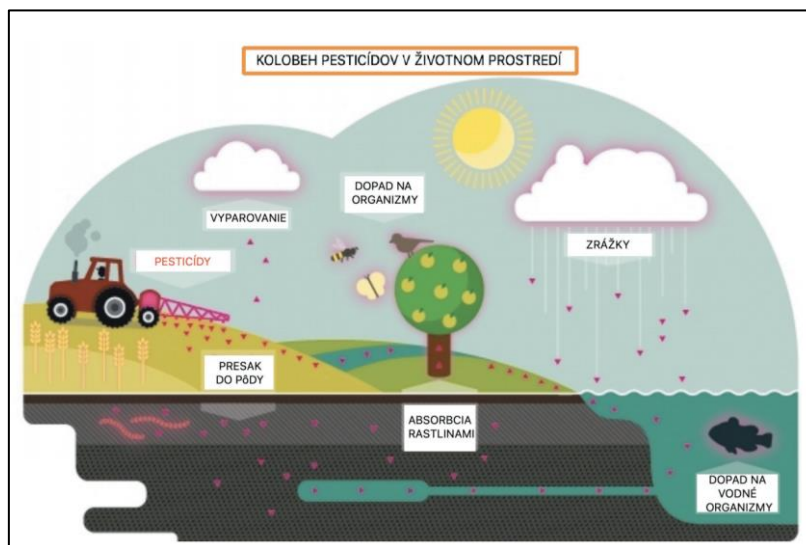 KOLOBEH PESTICÍDOV V ŽIVOTNOM PROSTREDÍ
DOPAD NA
ORGANIZMY
VYPAROVANIE
ZRÁŽKY
PESTICÍDY
PRESAK
DO PôDY
ABSORBCIA
RASTLINAMI
DOPAD NA
VODNÉ
ORGANIZMY